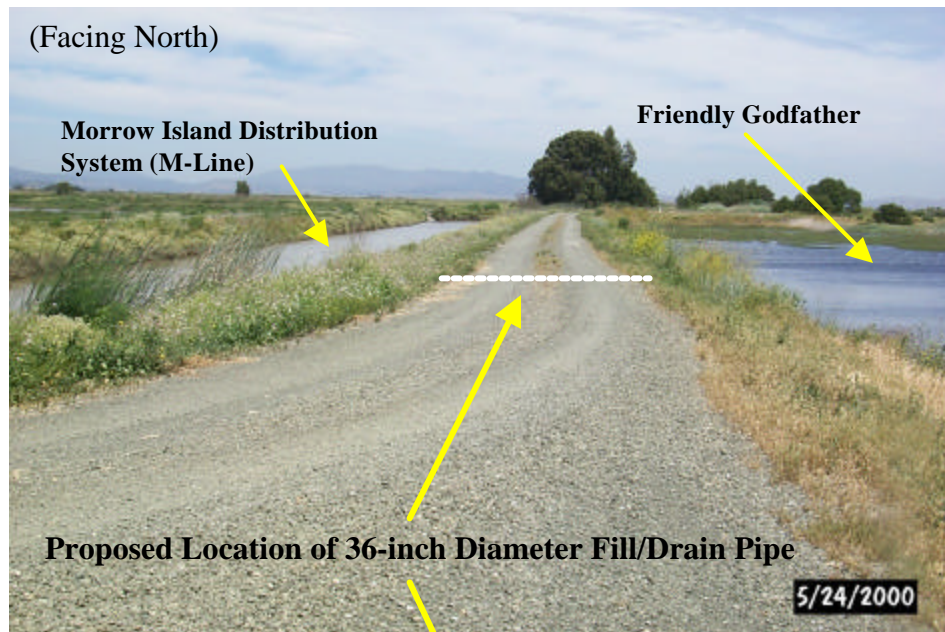 (Facing North)
Morrow Island Distribution
System (M-Line)
Friendly Godfather
Proposed Location of 36-inch Diameter Fill/Drain Pipe
5/24/2000